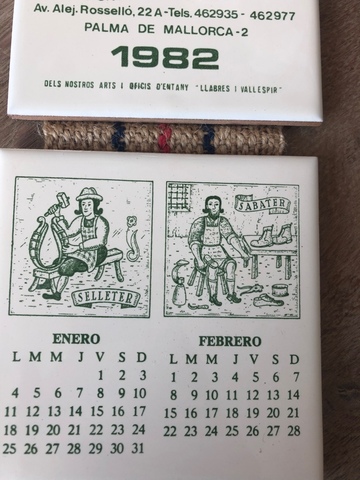 Av. Alej. Rosselló, 22 A-Tels. 462935 - 462977
PALMA DE MALLORCA-2
1982
DELS NOSTROS ARTS I OFICIS D'ENTANY "LLABRES I VALLESPIR"
SELLETER
SABATER
ENERO
L M M J V S D
1 2 3
4 5 6 7 8 9 10
11 12 13 14 15 16 17
18 19 20 21 22 23 24
25 26 27 28 29 30 31
FEBRERO
L M M J V S D
1 2 3 4 5 6 7
8 9 10 11 12 13 14
15 16 17 18 19 20 21
22 23 24 25 26 27 28